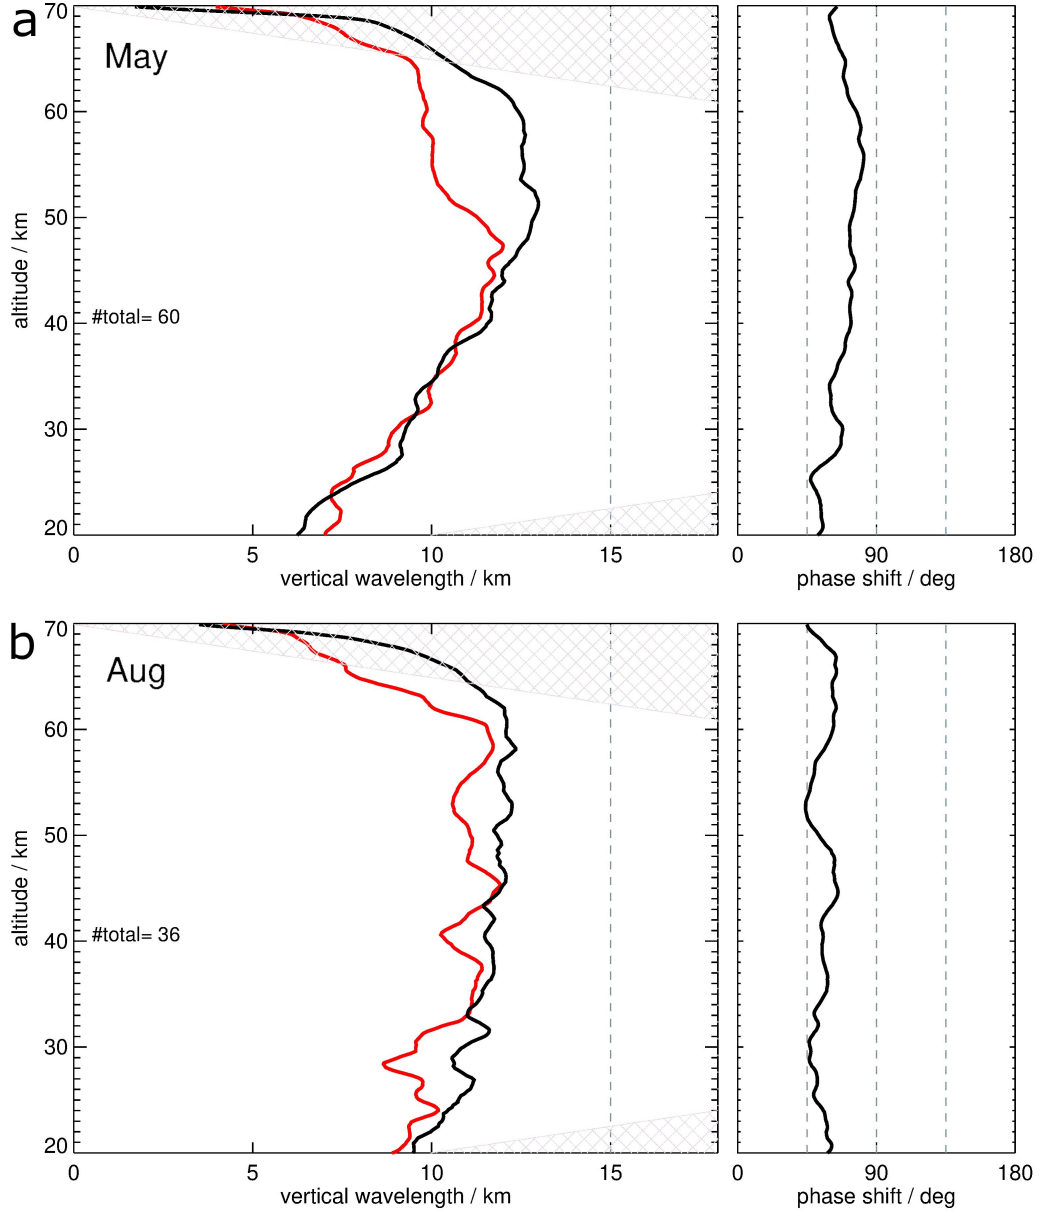 a
May
70
60
50
40
30
20
altitude / km
#total= 60
0 5 10 15
vertical wavelength / km
0 90 180
phase shift / deg
b
Aug
70
60
50
40
30
20
altitude / km
#total= 36
0 5 10 15
vertical wavelength / km
0 90 180
phase shift / deg